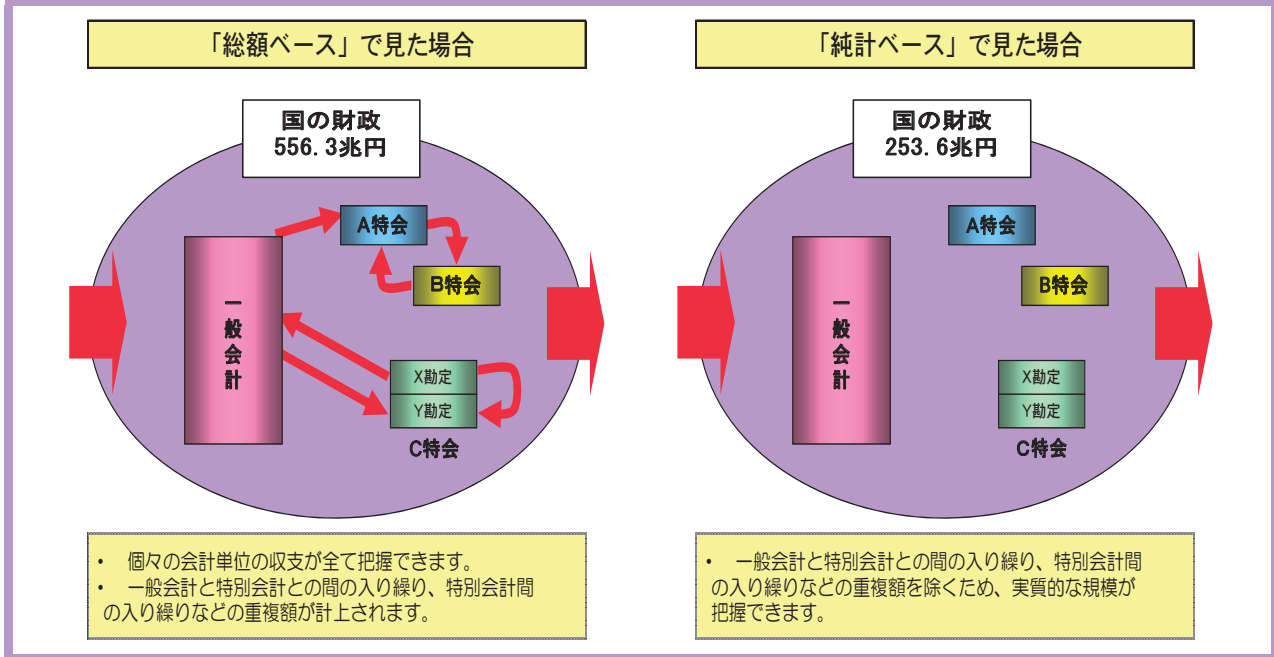 「総額ベース」で見た場合
国の財政
556.3兆円
A特会
B特会
一般会計
X勘定
Y勘定
C特会
・ 個々の会計単位の収支が全て把握できます。
・ 一般会計と特別会計との間の入り繰り、特別会計間
の入り繰りなどの重複額が計上されます。
「純計ベース」で見た場合
国の財政
253.6兆円
A特会
B特会
一般会計
X勘定
Y勘定
C特会
・ 一般会計と特別会計との間の入り繰り、特別会計間
の入り繰りなどの重複額を除くため、実質的な規模が
把握できます。